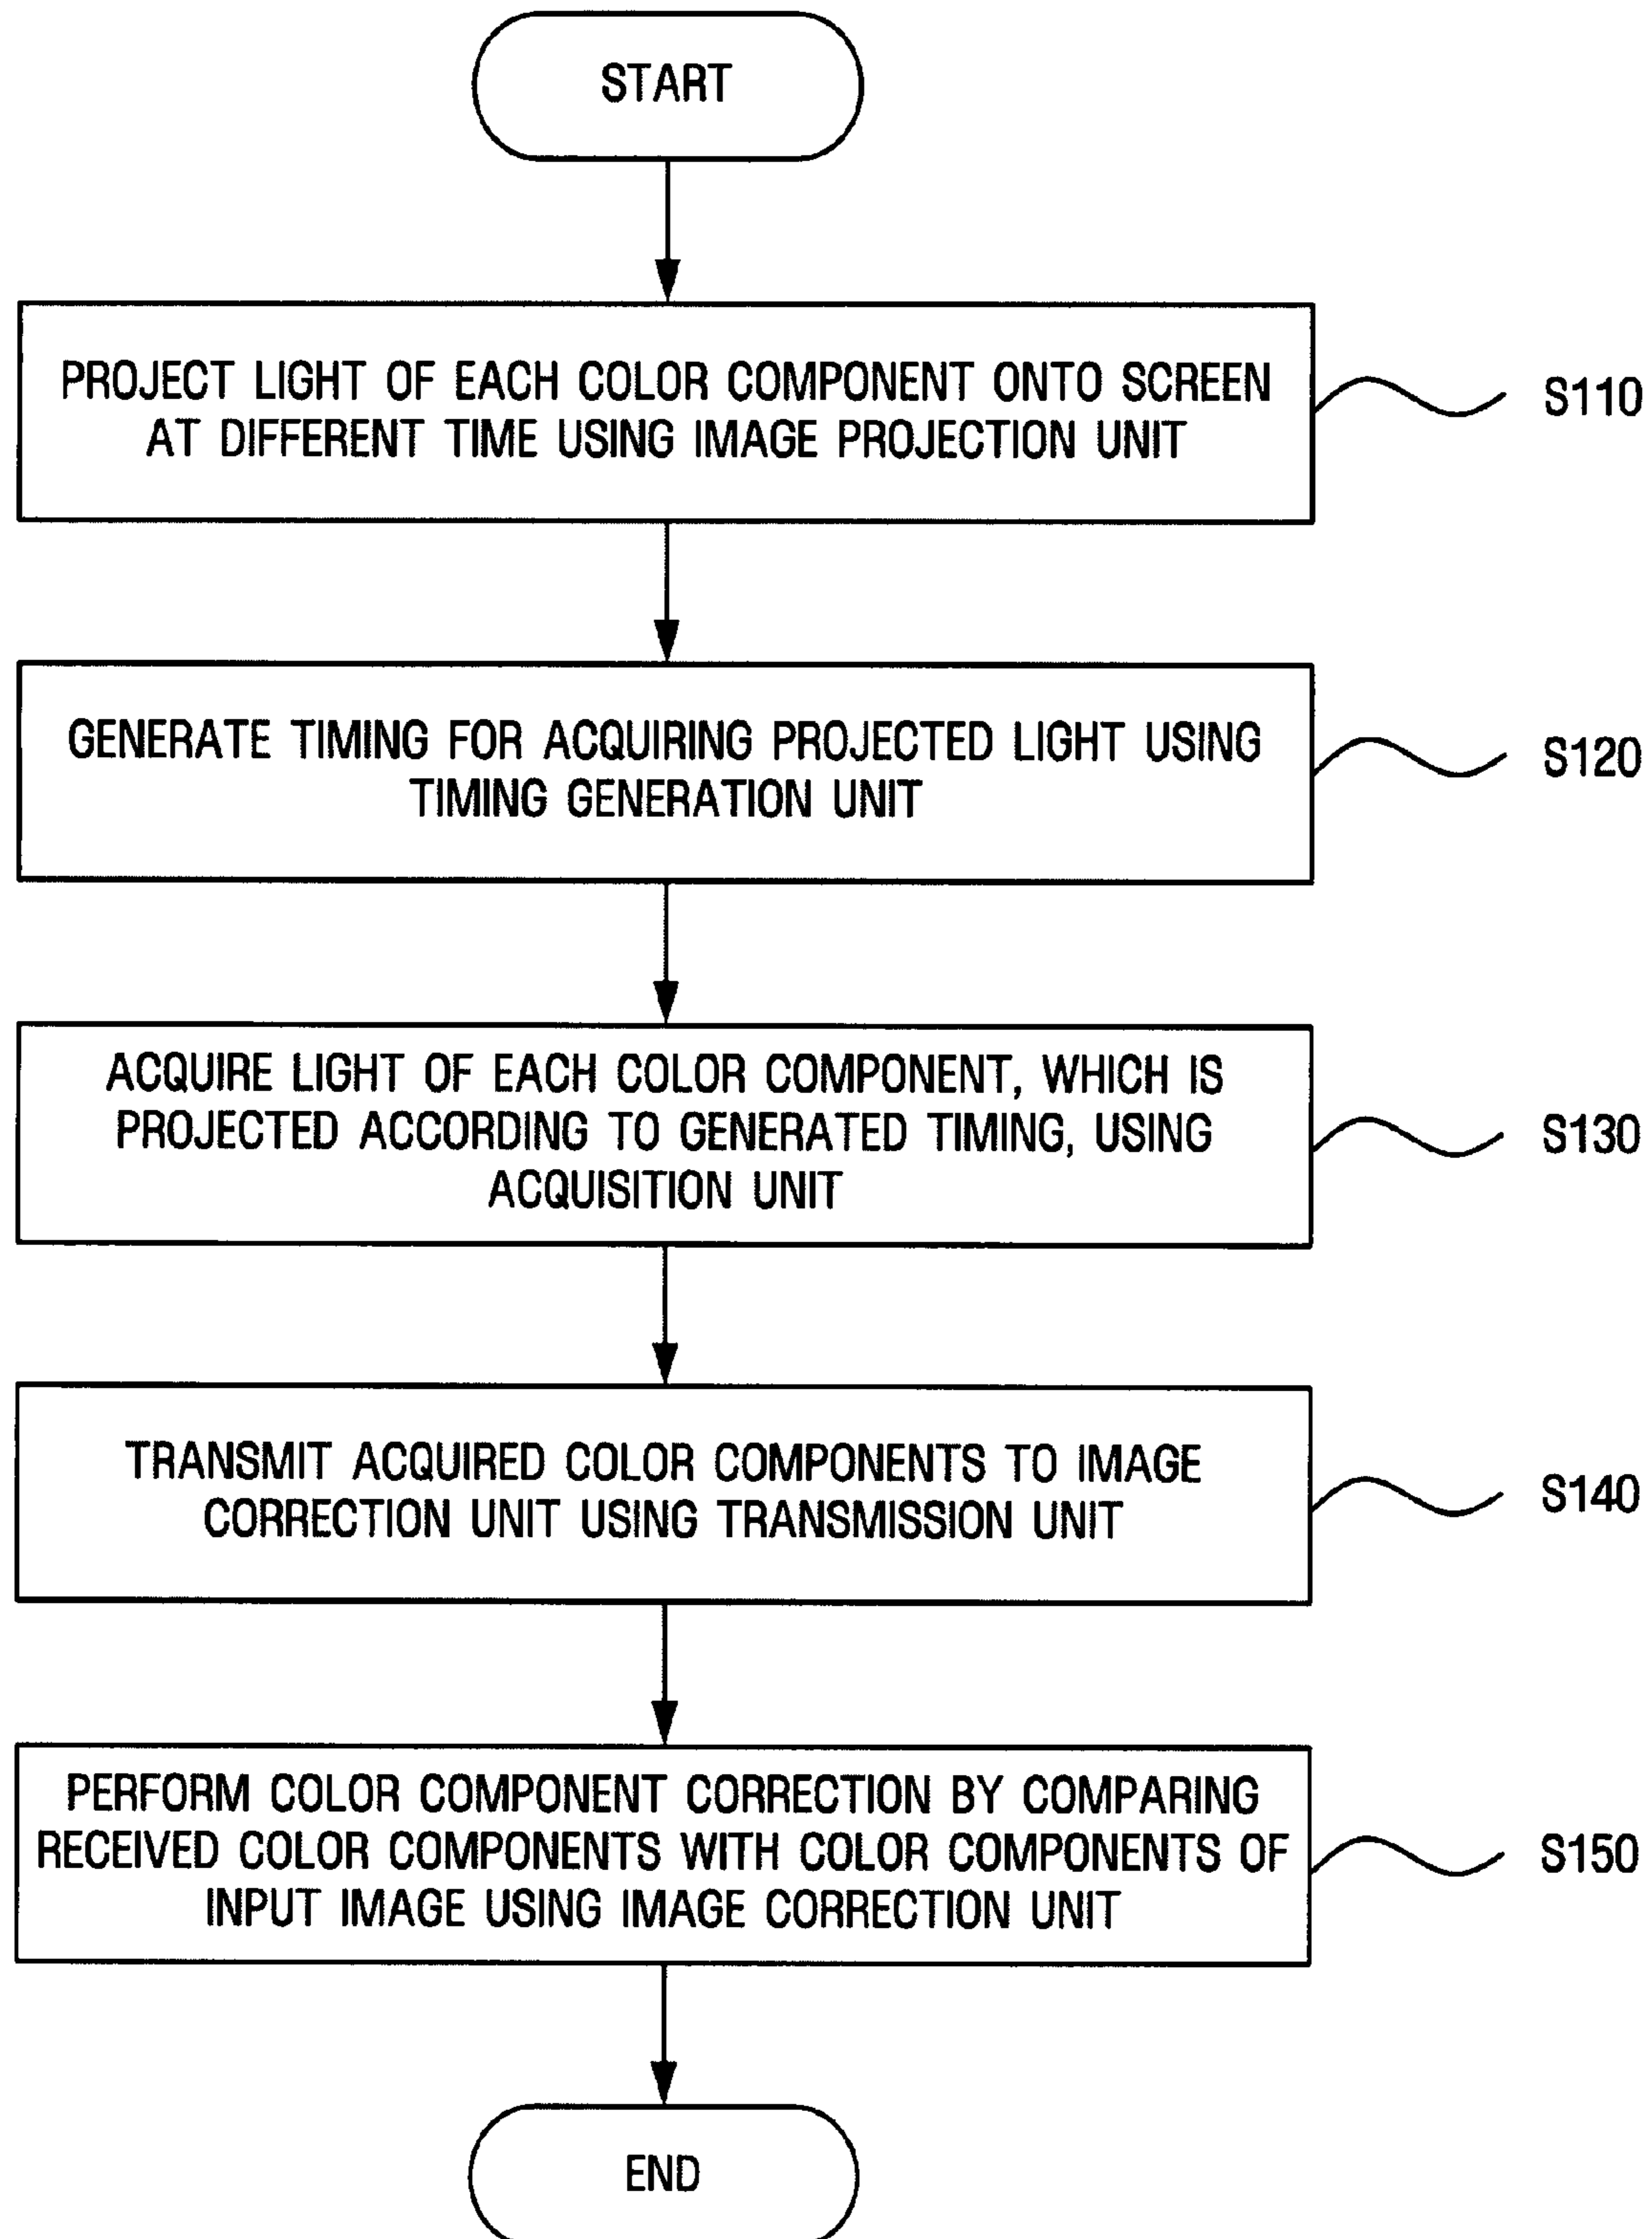 START
PROJECT LIGHT OF EACH COLOR COMPONENT ONTO SCREEN
AT DIFFERENT TIME USING IMAGE PROJECTION UNIT
S110
GENERATE TIMING FOR ACQUIRING PROJECTED LIGHT USING
TIMING GENERATION UNIT
S120
ACQUIRE LIGHT OF EACH COLOR COMPONENT, WHICH IS
PROJECTED ACCORDING TO GENERATED TIMING, USING
ACQUISITION UNIT
S130
TRANSMIT ACQUIRED COLOR COMPONENTS TO IMAGE
CORRECTION UNIT USING TRANSMISSION UNIT
S140
PERFORM COLOR COMPONENT CORRECTION BY COMPARING
RECEIVED COLOR COMPONENTS WITH COLOR COMPONENTS OF
INPUT IMAGE USING IMAGE CORRECTION UNIT
S150
END